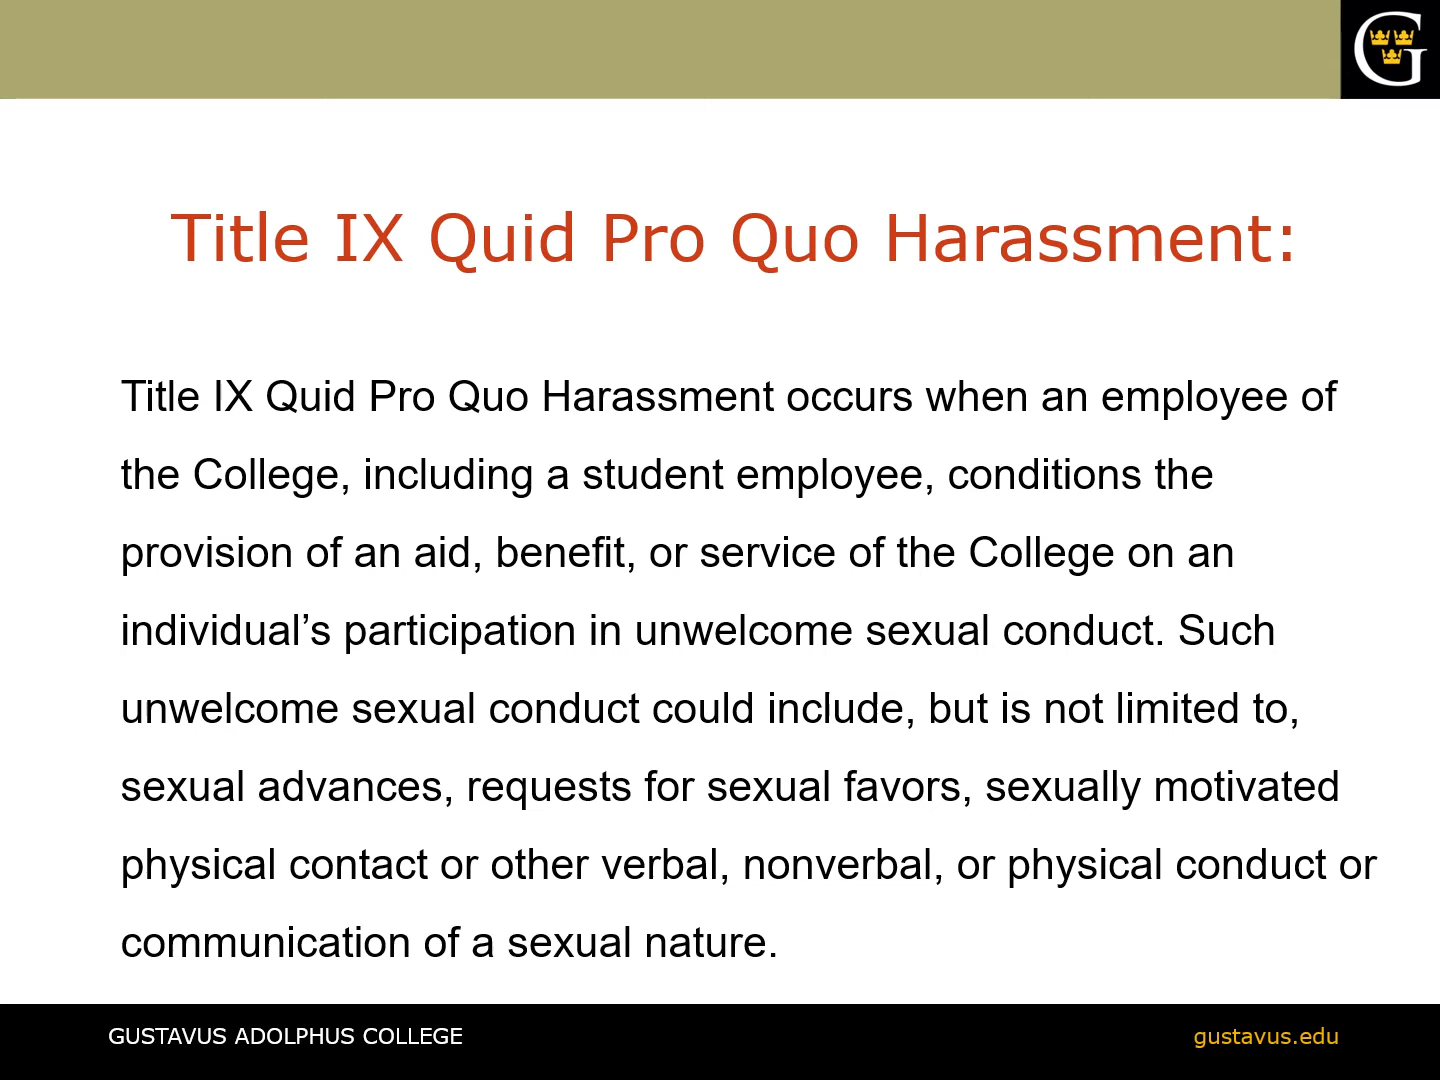 G
Title IX Quid Pro Quo Harassment:
Title IX Quid Pro Quo Harassment occurs when an employee of
the College, including a student employee, conditions the
provision of an aid, benefit, or service of the College on an
individual’s participation in unwelcome sexual conduct. Such
unwelcome sexual conduct could include, but is not limited to,
sexual advances, requests for sexual favors, sexually motivated
physical contact or other verbal, nonverbal, or physical conduct or
communication of a sexual nature.
GUSTAVUS ADOLPHUS COLLEGE
gustavus.edu